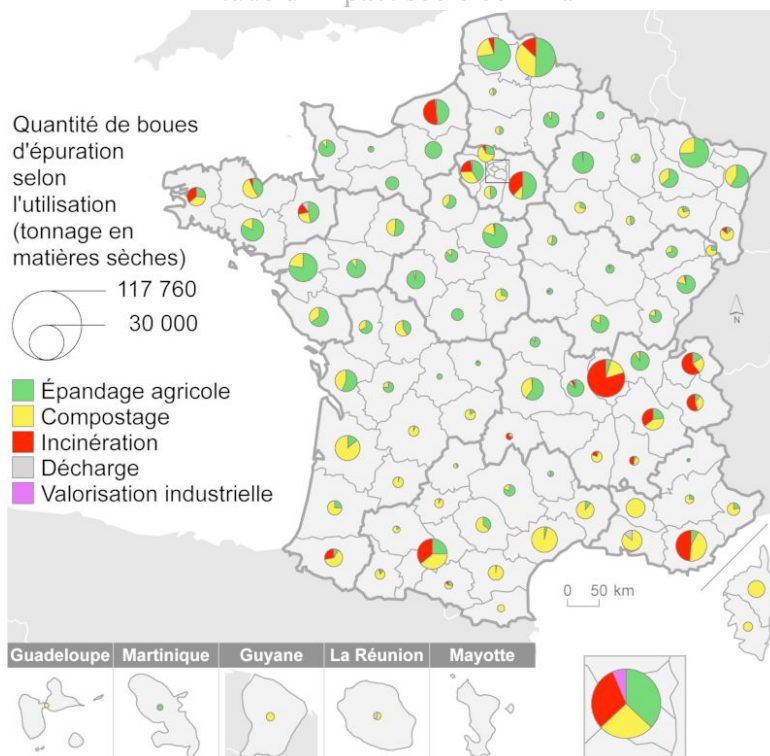 Quantité de boues
d'épuration
selon
l'utilisation
(tonnage en
matières sèches)
117 760
30 000
Épandage agricole
Compostage
Incinération
Décharge
Valorisation industrielle
N
0 50 km
Guadeloupe Martinique Guyane La Réunion Mayotte